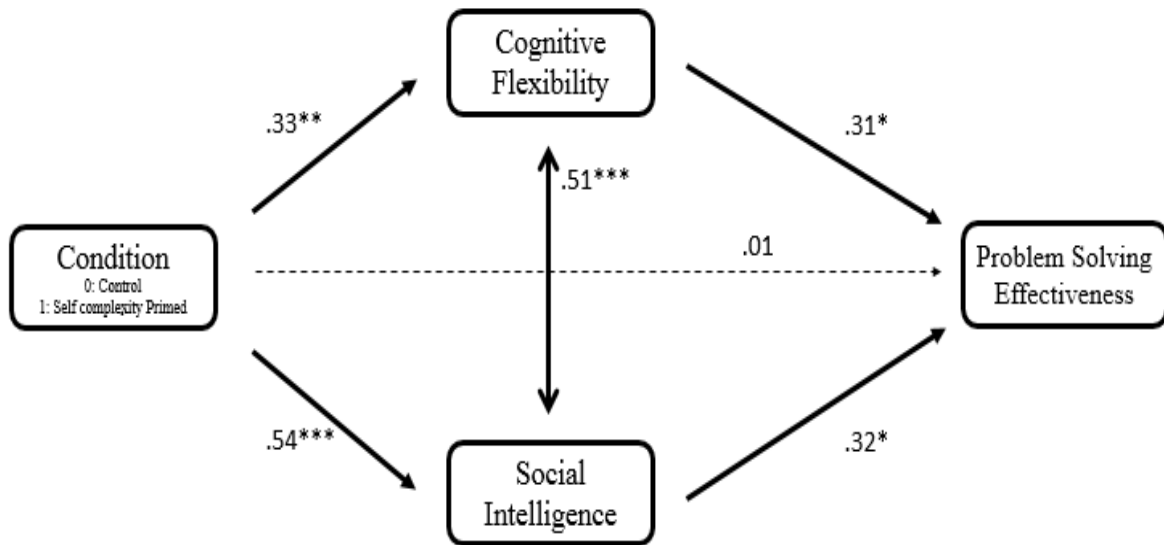 Cognitive
Flexibility
.33**
.31*
.51***
Condition
0: Control
1: Self complexity Primed
.01
Problem Solving
Effectiveness
.54***
.32*
Social
Intelligence